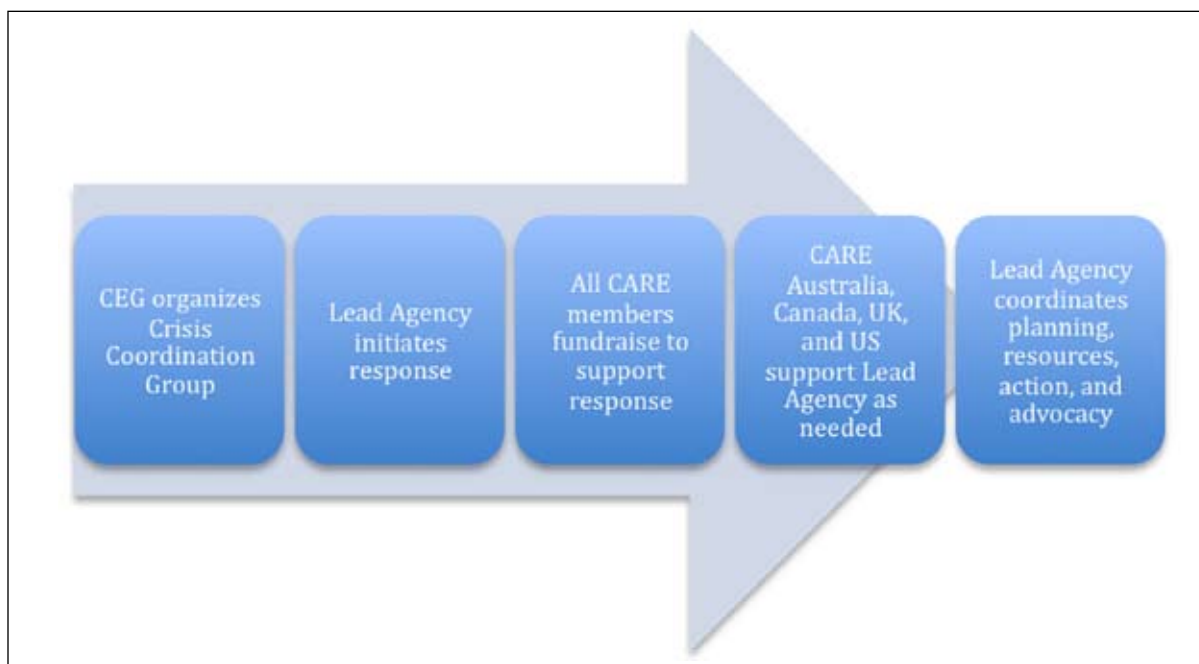 CEG organizes
Crisis
Coordination
Group
Lead Agency
initiates
response
All CARE
members
fundraise to
support
response
CARE
Australia,
Canada, UK,
and US
support Lead
Agency as
needed
Lead Agency
coordinates
planning,
resources,
action, and
advocacy